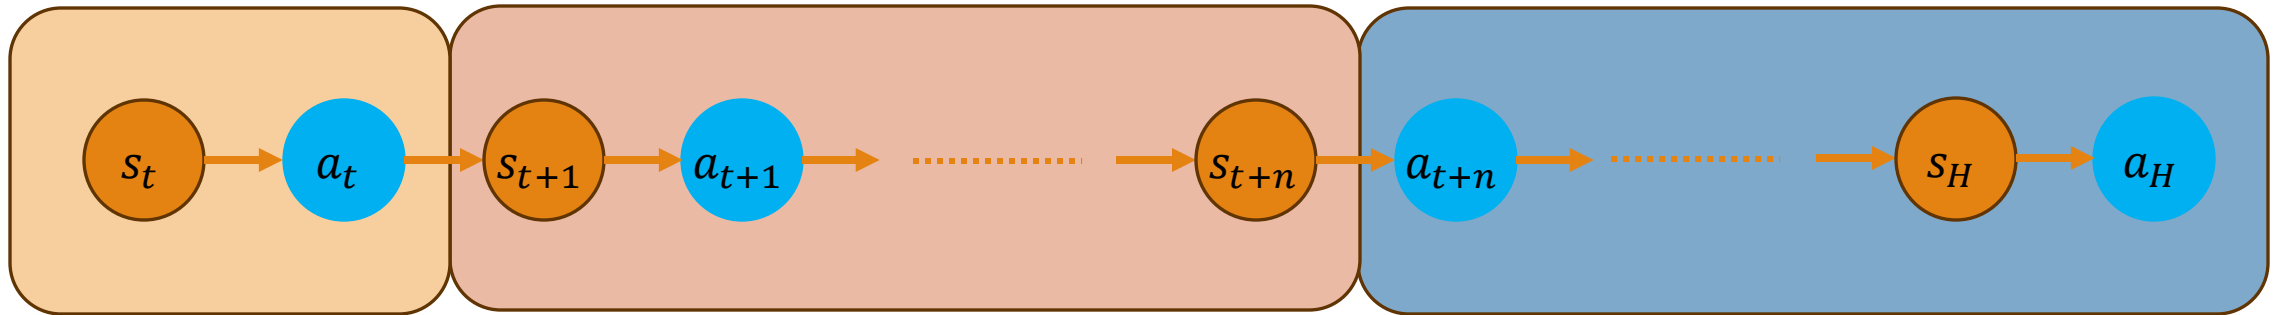 s_t a_t s_{t+1} a_{t+1} s_{t+n} a_{t+n} s_H a_H